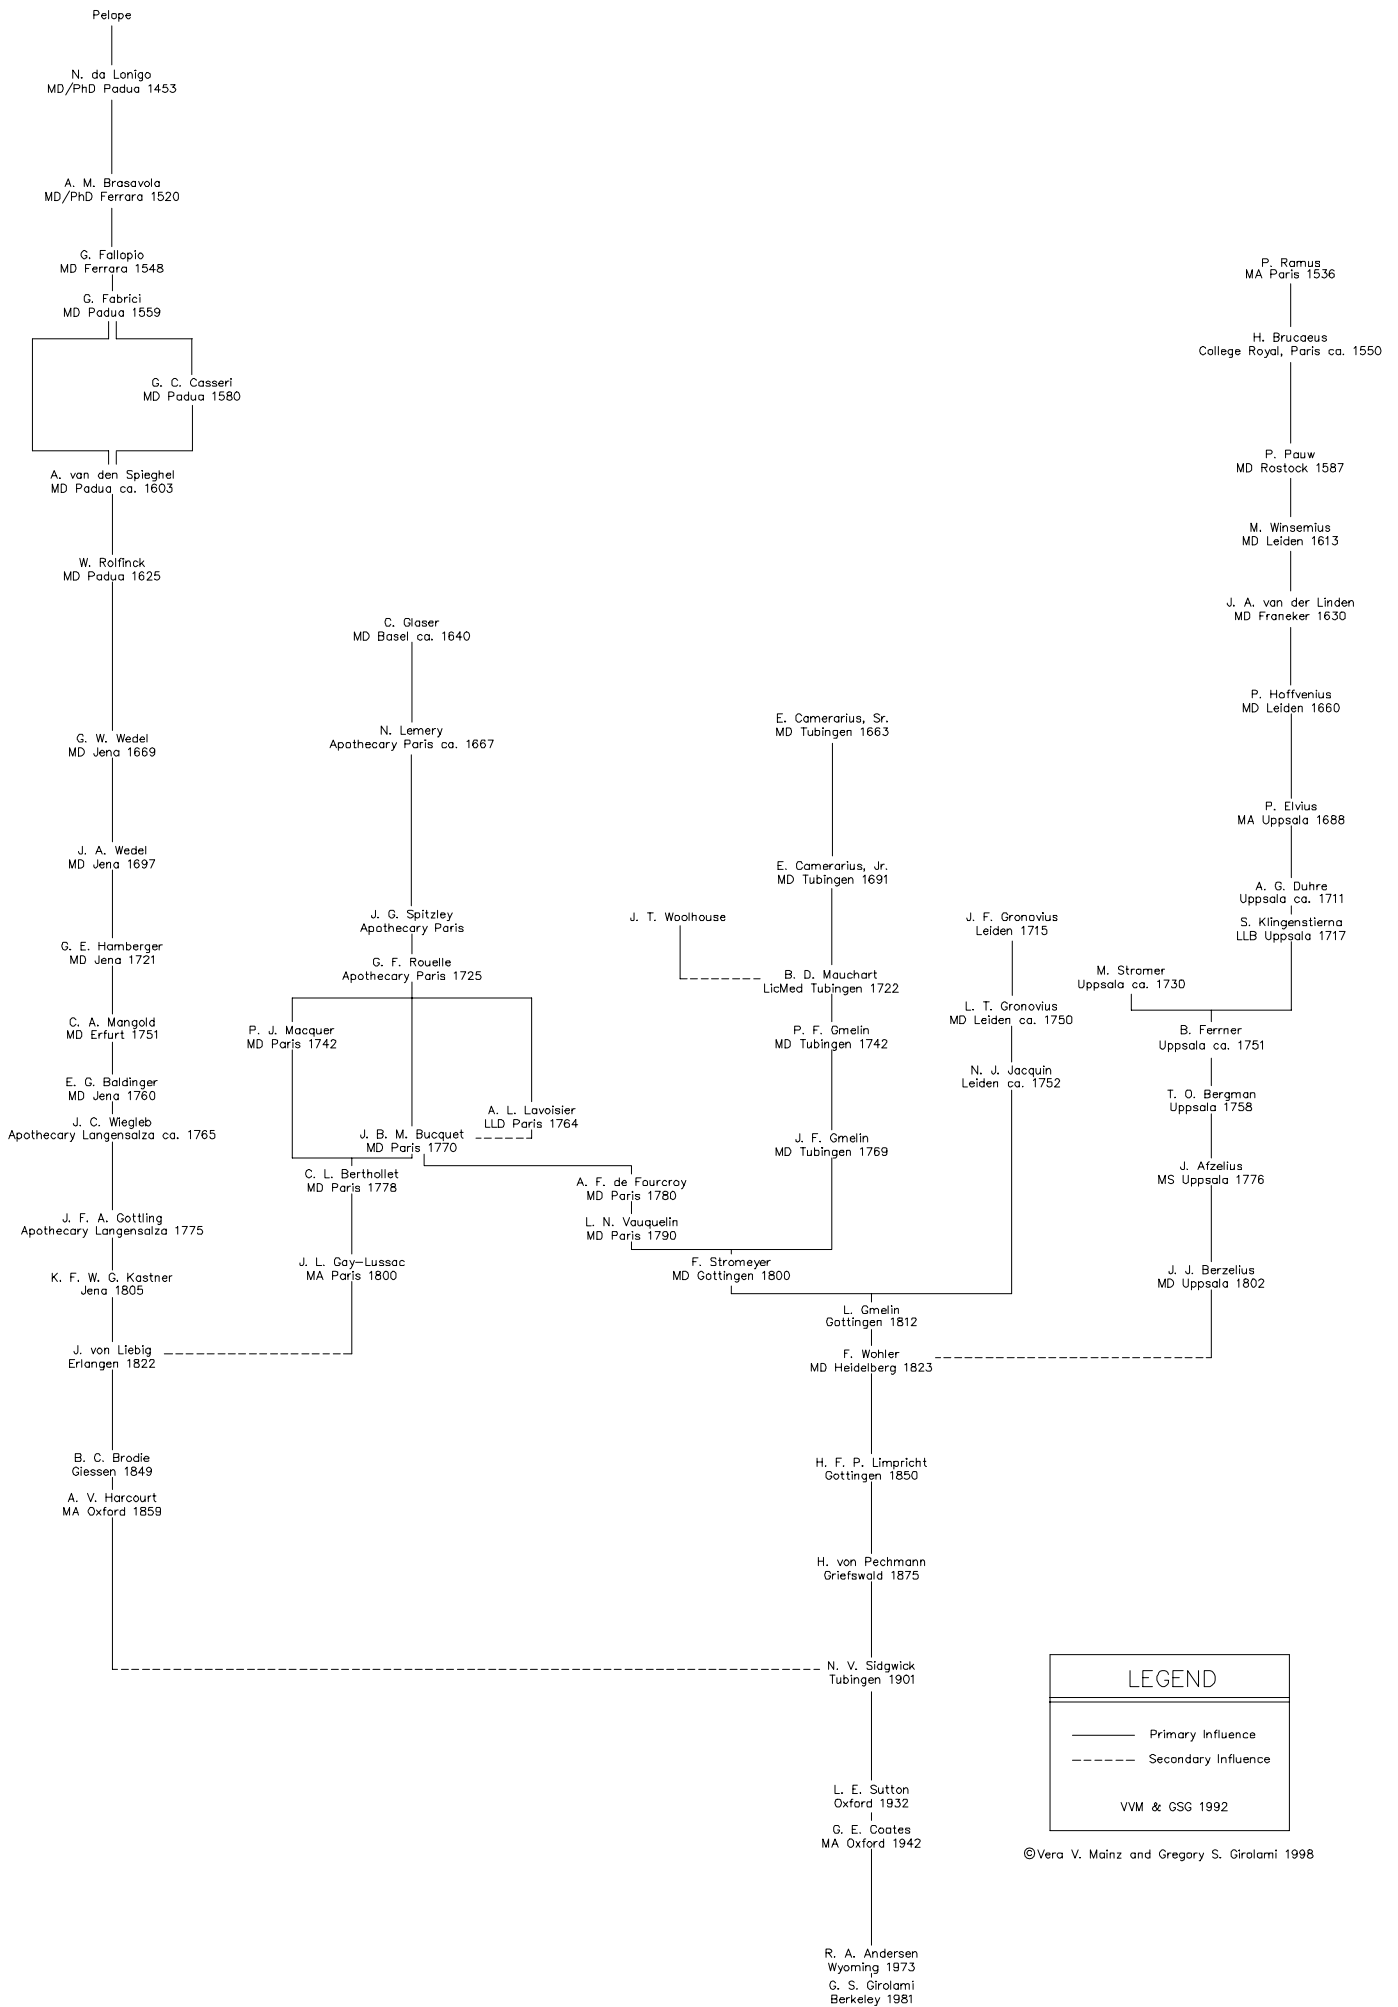 Pelope
N. da Lonigo
MD/PhD Padua 1453
A. M. Brasavola
MD/PhD Ferrara 1520
G. Fallopio
MD Ferrara 1548
G. Fabrici
MD Padua 1559
G. C. Casseri
MD Padua 1580
A. van den Spieghel
MD Padua ca. 1603
W. Rolfinck
MD Padua 1625
G. W. Wedel
MD Jena 1669
J. A. Wedel
MD Jena 1697
G. E. Hamberger
MD Jena 1721
C. A. Mangold
MD Erfurt 1751
E. G. Baldinger
MD Jena 1760
J. C. Wiegleb
Apothecary Langensalza ca. 1765
J. F. A. Gottling
Apothecary Langensalza 1775
K. F. W. G. Kastner
Jena 1805
J. von Liebig
Erlangen 1822
B. C. Brodie
Giessen 1849
A. V. Harcourt
MA Oxford 1859
C. Glaser
MD Basel ca. 1640
N. Lemery
Apothecary Paris ca. 1667
J. G. Spitzley
Apothecary Paris
G. F. Rouelle
Apothecary Paris 1725
P. J. Macquer
MD Paris 1742
A. L. Lavoisier
LLD Paris 1764
J. B. M. Bucquet
MD Paris 1770
C. L. Berthollet
MD Paris 1778
J. L. Gay-Lussac
MA Paris 1800
A. F. de Fourcroy
MD Paris 1780
L. N. Vauquelin
MD Paris 1790
E. Camerarius, Sr.
MD Tubingen 1663
E. Camerarius, Jr.
MD Tubingen 1691
J. T. Woolhouse
B. D. Mauchart
LicMed Tubingen 1722
P. F. Gmelin
MD Tubingen 1742
J. F. Gmelin
MD Tubingen 1769
F. Stromeyer
MD Gottingen 1800
J. F. Gronovius
Leiden 1715
L. T. Gronovius
MD Leiden ca. 1750
N. J. Jacquin
Leiden ca. 1752
L. Gmelin
Gottingen 1812
F. Wohler
MD Heidelberg 1823
H. F. P. Limpricht
Gottingen 1850
H. von Pechmann
Griefswald 1875
N. V. Sidgwick
Tubingen 1901
L. E. Sutton
Oxford 1932
G. E. Coates
MA Oxford 1942
R. A. Andersen
Wyoming 1973
G. S. Girolami
Berkeley 1981
P. Ramus
MA Paris 1536
H. Brucaeus
College Royal, Paris ca. 1550
P. Pauw
MD Rostock 1587
M. Winsemius
MD Leiden 1613
J. A. van der Linden
MD Franeker 1630
P. Hoffvenius
MD Leiden 1660
P. Elvius
MA Uppsala 1688
A. G. Duhre
Uppsala ca. 1711
S. Klingenstierna
LLB Uppsala 1717
M. Stromer
Uppsala ca. 1730
B. Ferrner
Uppsala ca. 1751
T. O. Bergman
Uppsala 1758
J. Afzelius
MS Uppsala 1776
J. J. Berzelius
MD Uppsala 1802
LEGEND
Primary Influence
Secondary Influence
VVM & GSG 1992
©Vera V. Mainz and Gregory S. Girolami 1998